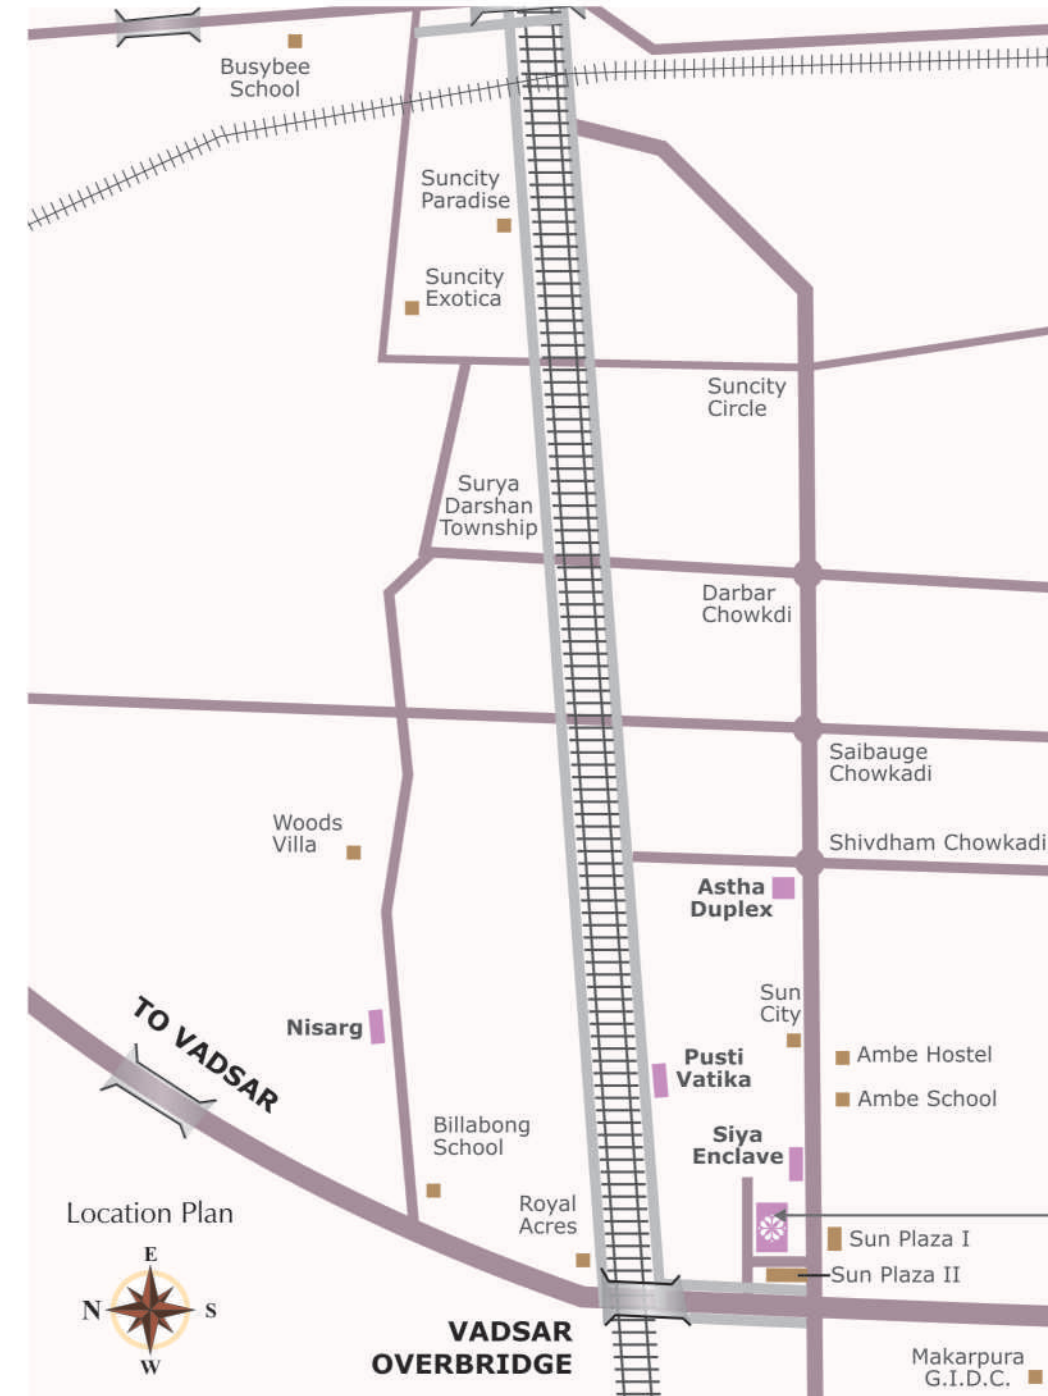 Busybee
School
Suncity
Paradise
Suncity
Exotica
Suncity
Circle
Surya
Darshan
Township
Darbar
Chowkdi
Saibauge
Chowkadi
Woods
Villa
Shivdham Chowkadi
Astha
Duplex
Sun
City
TO VADSAR
Nisarg
Pusti
Vatika
Ambe Hostel
Ambe School
Billabong
School
Siya
Enclave
Royal
Acres
Location Plan
Sun Plaza I
E
Sun Plaza II
N
S
W
VADSAR
OVERBRIDGE
Makarpura
G.I.D.C.